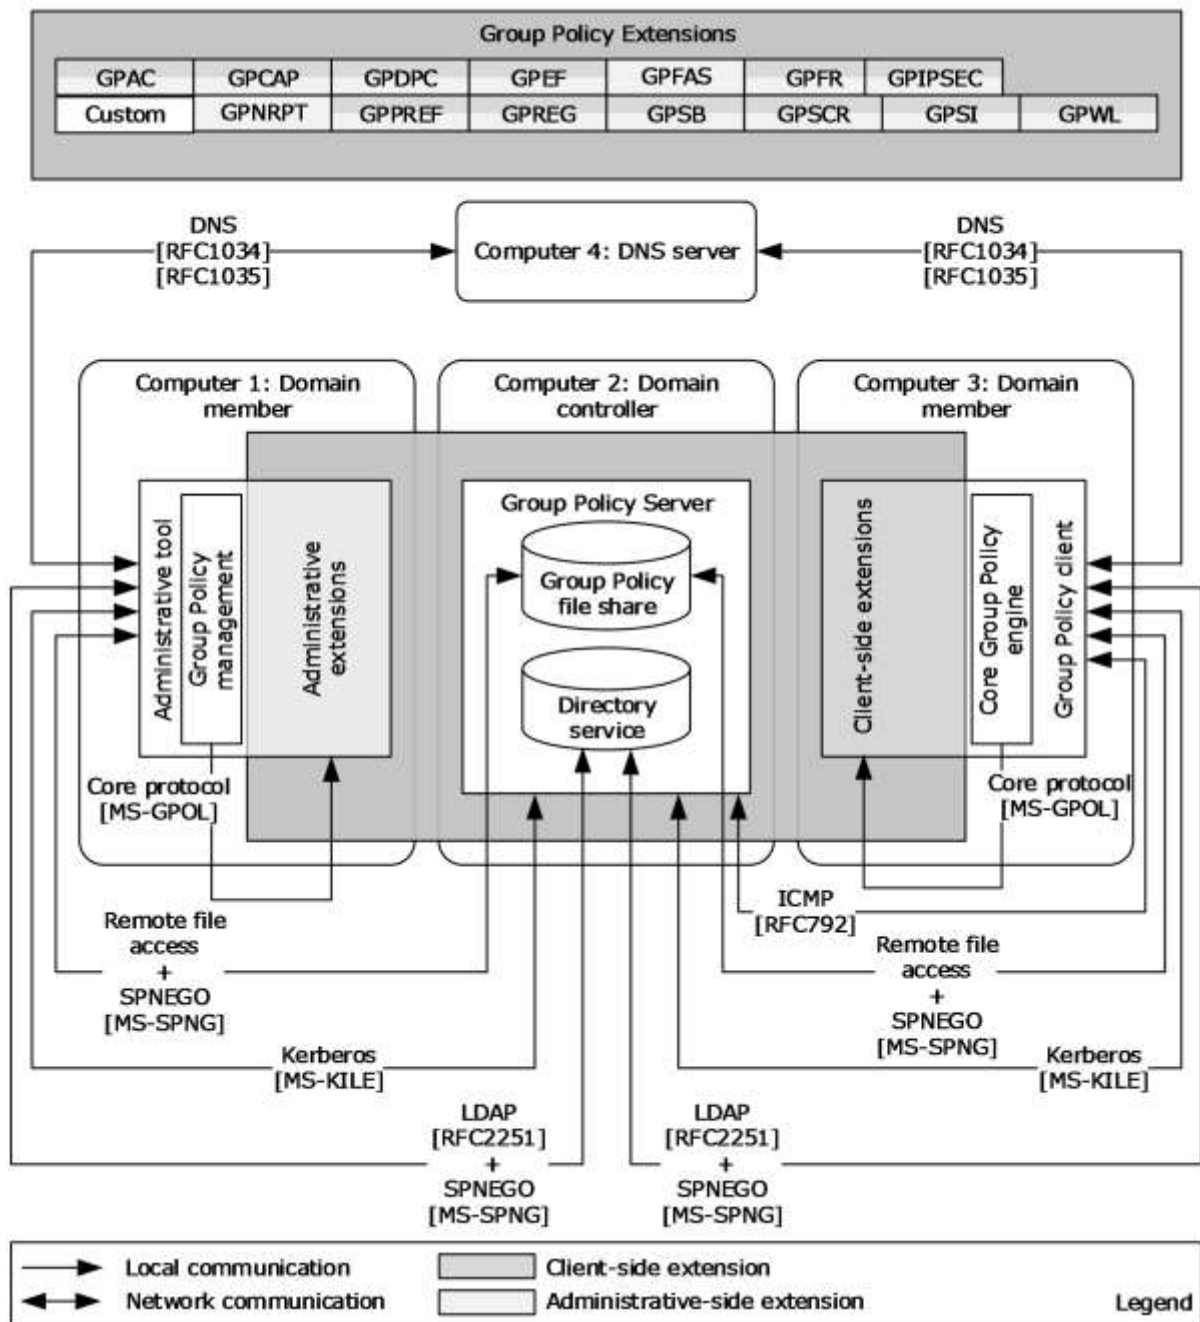 Group Policy Extensions
GPAC GPCAP GPDPC GPEF GPFAS GPFR GPIPSEC
Custom GPNRPT GPPREF GPREG GPSB GPSCR GPSI GPWL
DNS
[RFC1034]
[RFC1035]
Computer 4: DNS server
DNS
[RFC1034]
[RFC1035]
Computer 1: Domain
member
Computer 2: Domain
controller
Computer 3: Domain
member
Administrative tool
Group Policy
management
Administrative
extensions
Group Policy Server
Group Policy
file share
Directory
service
Client-side extensions
Core Group Policy
engine
Group Policy client
Core protocol
[MS-GPOL]
Core protocol
[MS-GPOL]
ICMP
[RFC792]
Remote file
access
+
SPNEGO
[MS-SPNG]
Remote file
access
+
SPNEGO
[MS-SPNG]
Kerberos
[MS-KILE]
Kerberos
[MS-KILE]
LDAP
[RFC2251]
+
SPNEGO
[MS-SPNG]
LDAP
[RFC2251]
+
SPNEGO
[MS-SPNG]
Local communication
Network communication
Client-side extension
Administrative-side extension
Legend